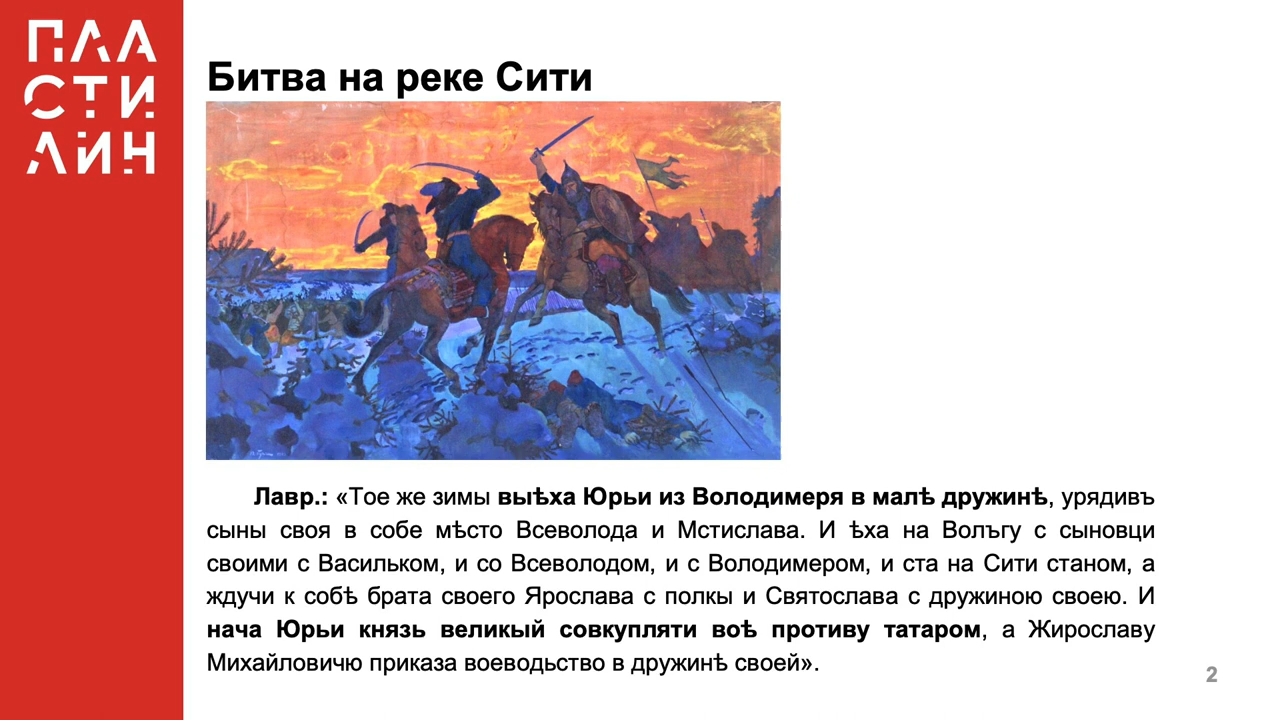 ПЛА
СТИ
ЛИН
Битва на реке Сити
Лавр.: «Тое же зимы выѣха Юрьи из Володимеря в малѣ дружинѣ, урядивъ
сыны своя в собе мѣсто Всеволода и Мстислава. И ѣха на Волъгу с сыновци
своими с Васильком, и со Всеволодом, и с Володимером, и ста на Сити станом, а
ждучи к собѣ брата своего Ярослава с полкы и Святослава с дружиною своею. И
нача Юрьи князь великый совкупляти воѣ противу татаром, а Жирославу
Михайловичю приказа воеводьство в дружинѣ своей».
2